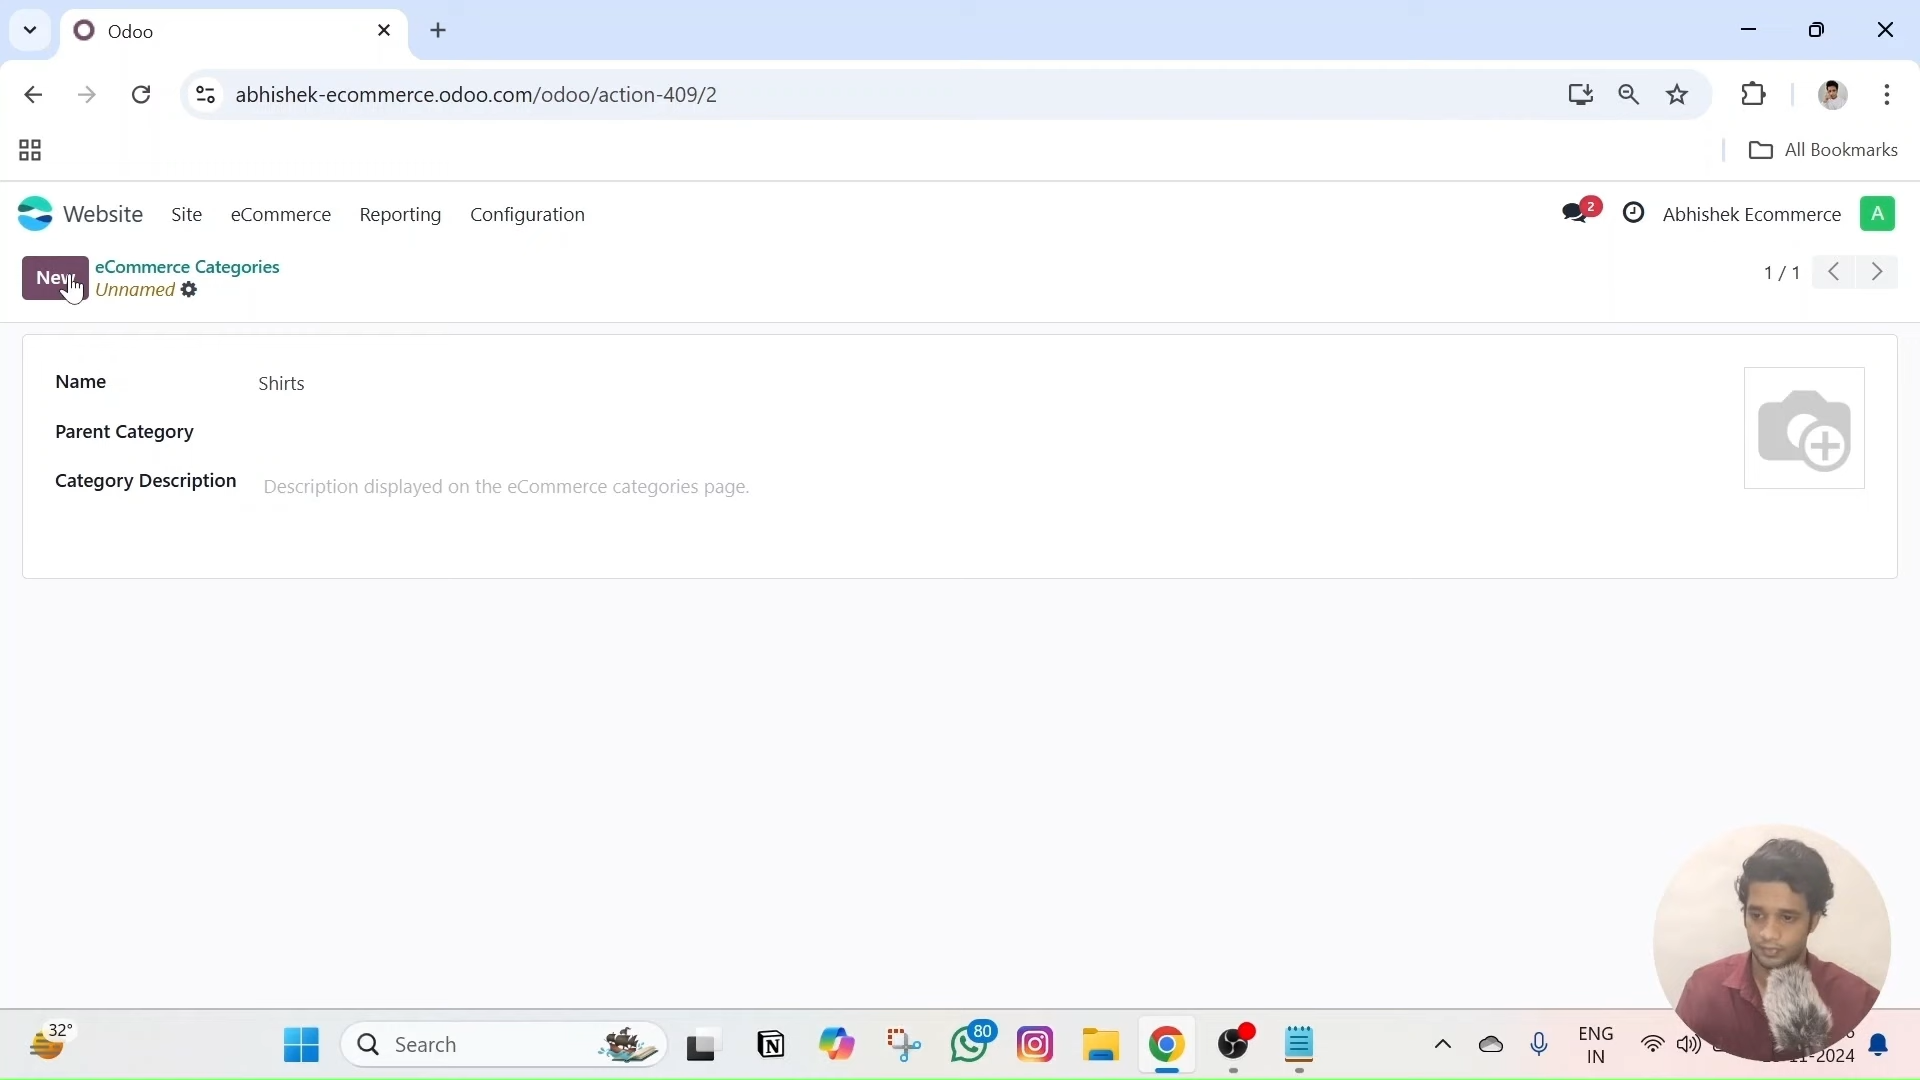 Odoo
abhishek-ecommerce.odoo.com/odoo/action-409/2
All Bookmarks
Website Site eCommerce Reporting Configuration 2 Abhishek Ecommerce A
New eCommerce Categories
Unnamed
1 / 1
Name Shirts
Parent Category
Category Description Description displayed on the eCommerce categories page.
32°
Search
80
ENG
IN
2024